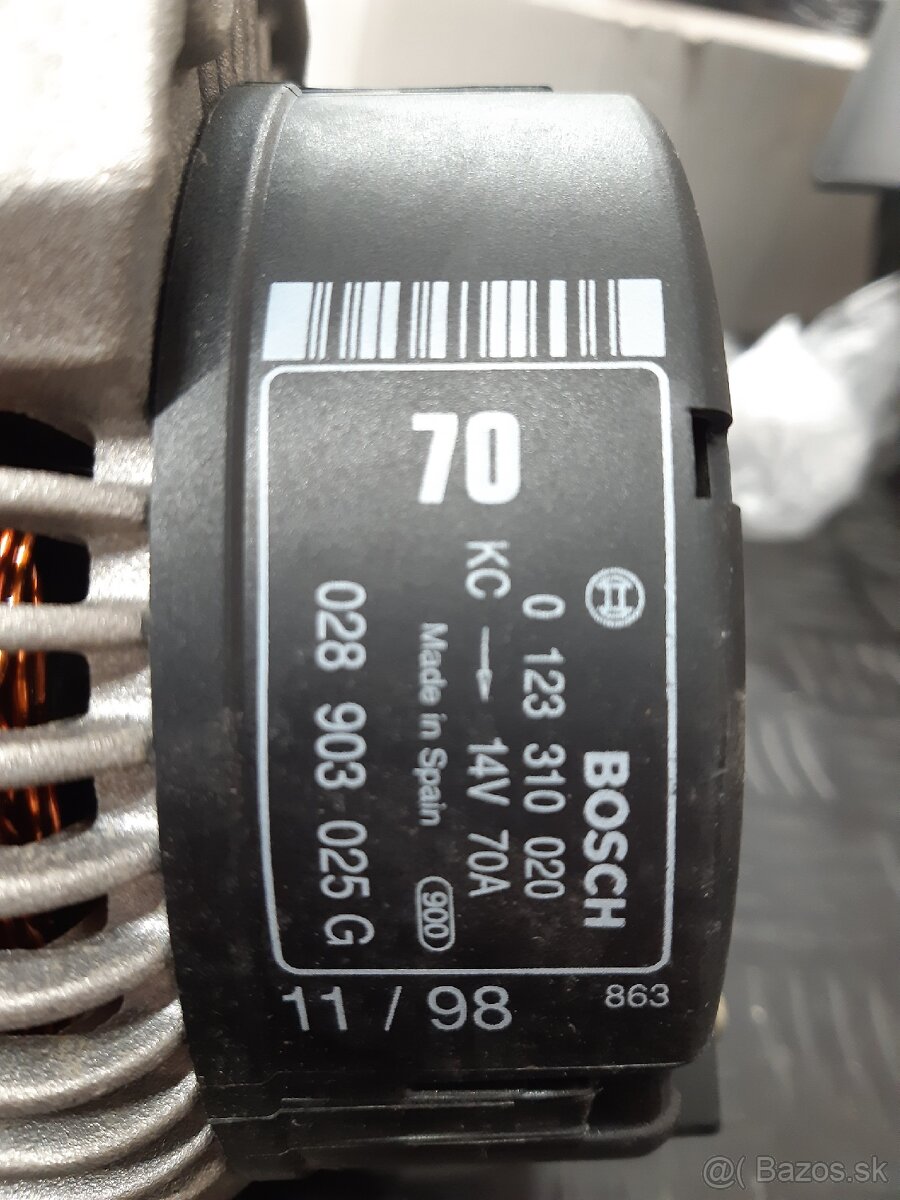 70
BOSCH
0 123 310 020
KC 14V 70A
Made in Spain 900
028 903 025 G
11 / 98
863
@( Bazos.sk